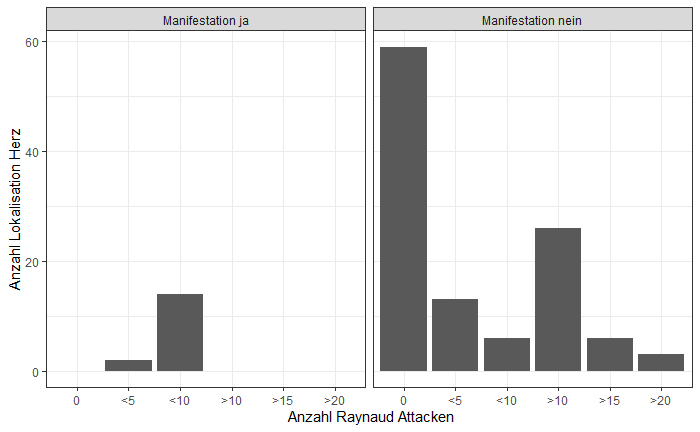 Manifestation ja
Manifestation nein
Anzahl Lokalisation Herz
60
40
20
0
0 <5 <10 >10 >15 >20
0 <5 <10 >10 >15 >20
Anzahl Raynaud Attacken